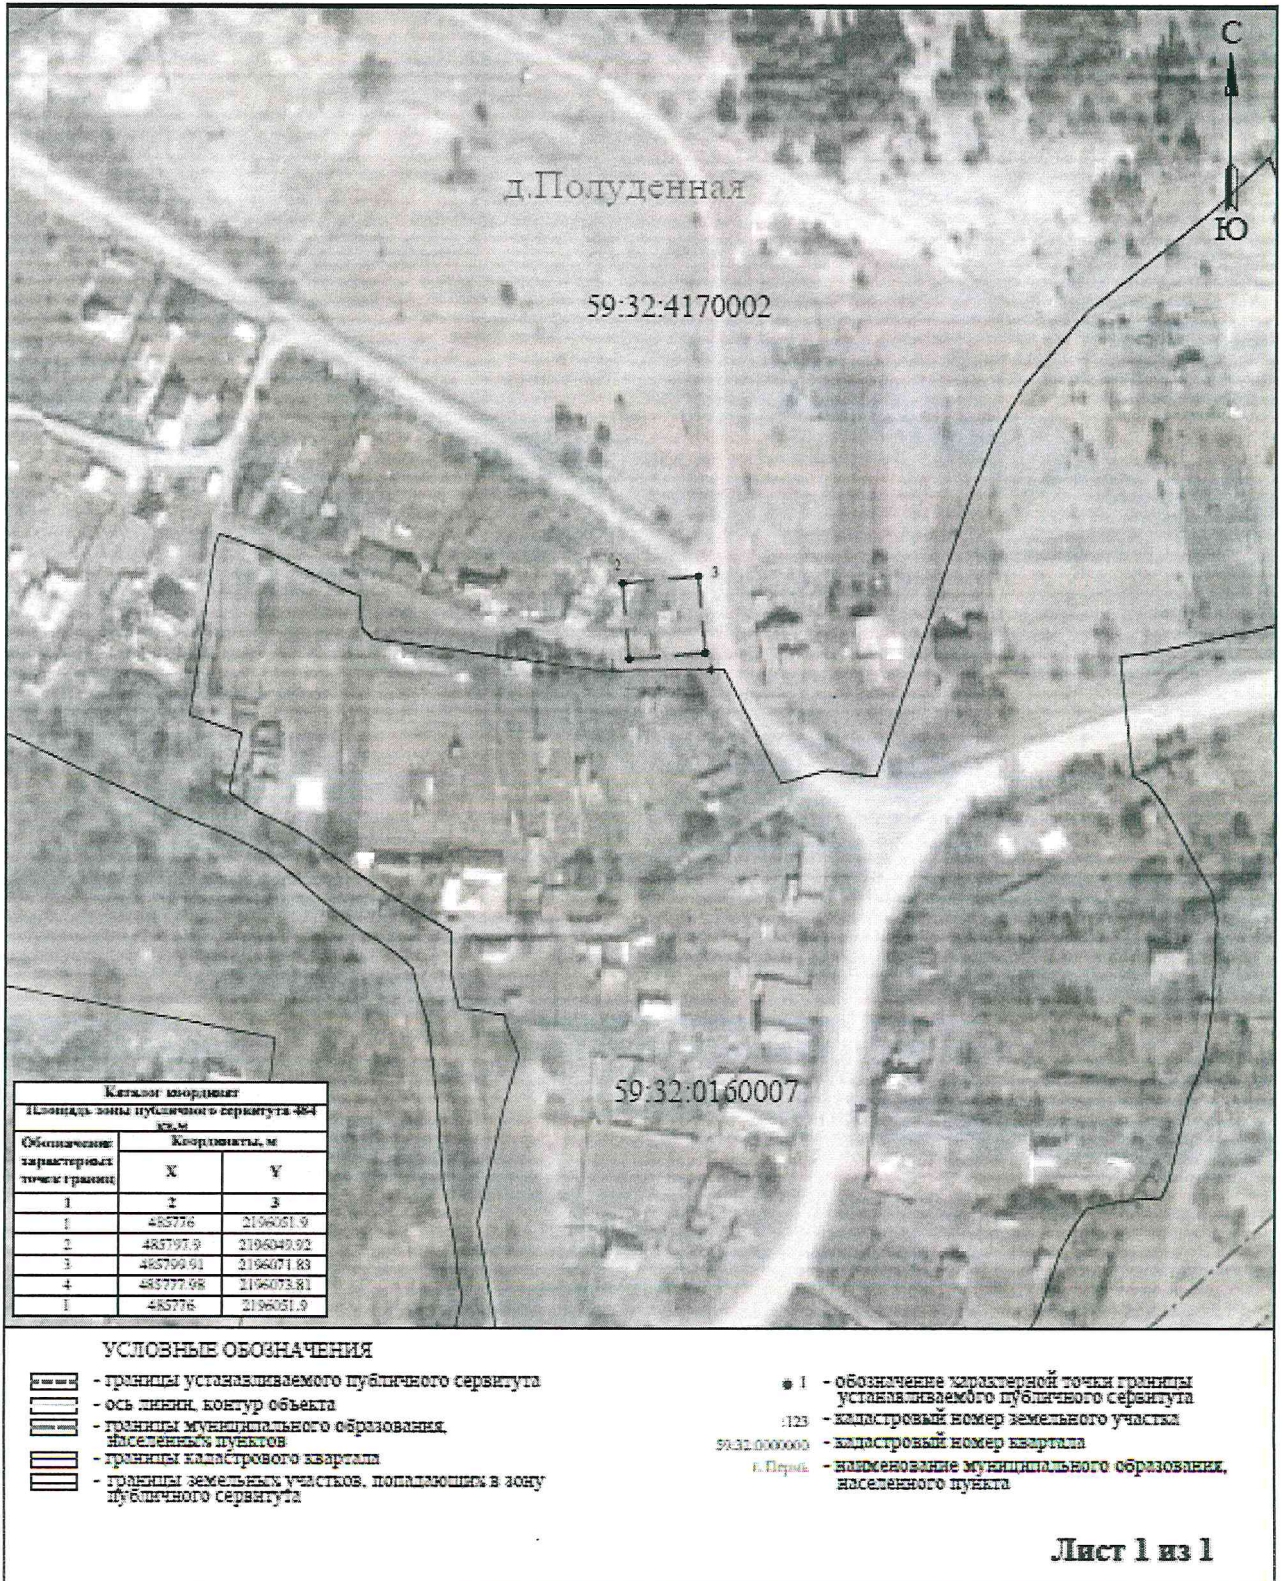 С
Ю
д.Полуденная
59:32:4170002
2
3
1
4
59:32:0160007
Каталог координат
Площадь зоны публичного сервитута 484
кв.м
Обозначение характерных точек границ
Координаты, м
X Y
1 2 3
1 485776 2196051.9
2 485797.9 2196049.92
3 485799.91 2196071.83
4 485777.98 2196073.81
1 485776 2196051.9
УСЛОВНЫЕ ОБОЗНАЧЕНИЯ
- границы устанавливаемого публичного сервитута
- ось линии, контур объекта
- границы муниципального образования,
населенных пунктов
- границы кадастрового квартала
- границы земельных участков, попадающих в зону
публичного сервитута
1 - обозначение характерной точки границы
устанавливаемого публичного сервитута
:123 - кадастровый номер земельного участка
59:32:0000000 - кадастровый номер квартала
г. Пермь - наименование муниципального образования,
населенного пункта
Лист 1 из 1